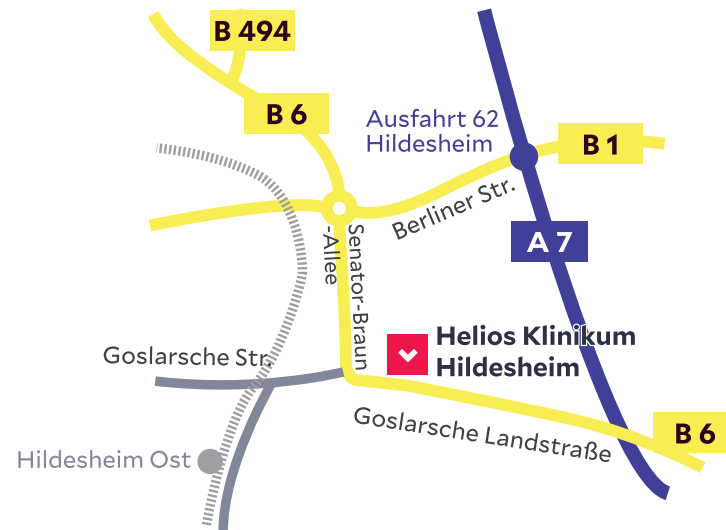 B 494
B 6
Ausfahrt 62
Hildesheim
B 1
Berliner Str.
A 7
Senator-Braun
-Allee
Helios Klinikum
Hildesheim
Goslarsche Str.
Goslarsche Landstraße
B 6
Hildesheim Ost